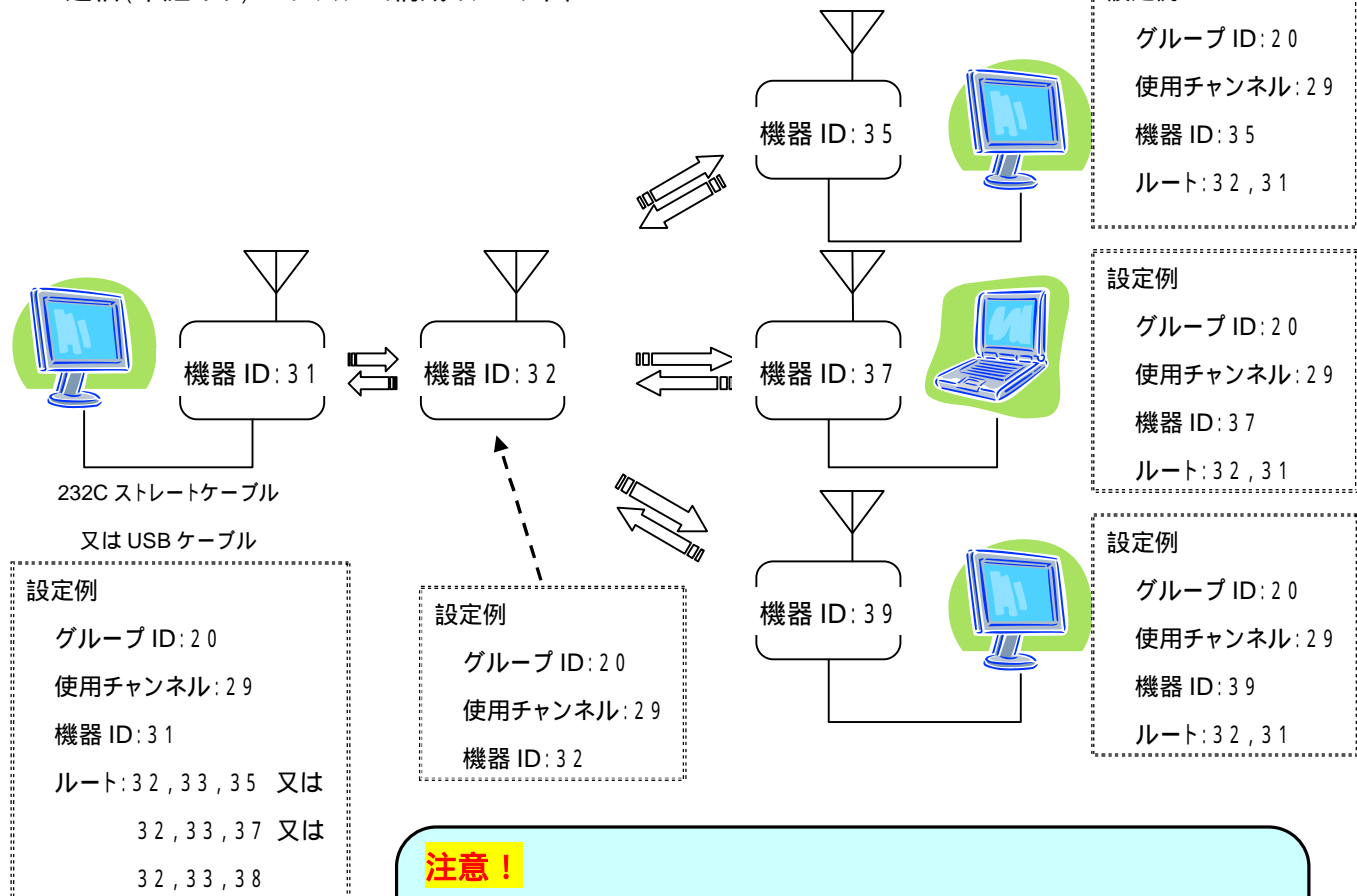 機器 ID:35
グループ ID:20
使用チャンネル:29
機器 ID:35
ルート:32,31
機器 ID:31
機器 ID:32
機器 ID:37
設定例
グループ ID:20
使用チャンネル:29
機器 ID:37
ルート:32,31
232C ストレートケーブル
又は USB ケーブル
設定例
グループ ID:20
使用チャンネル:29
機器 ID:31
ルート:32,33,35 又は
32,33,37 又は
32,33,38
設定例
グループ ID:20
使用チャンネル:29
機器 ID:32
機器 ID:39
設定例
グループ ID:20
使用チャンネル:29
機器 ID:39
ルート:32,31
注意！